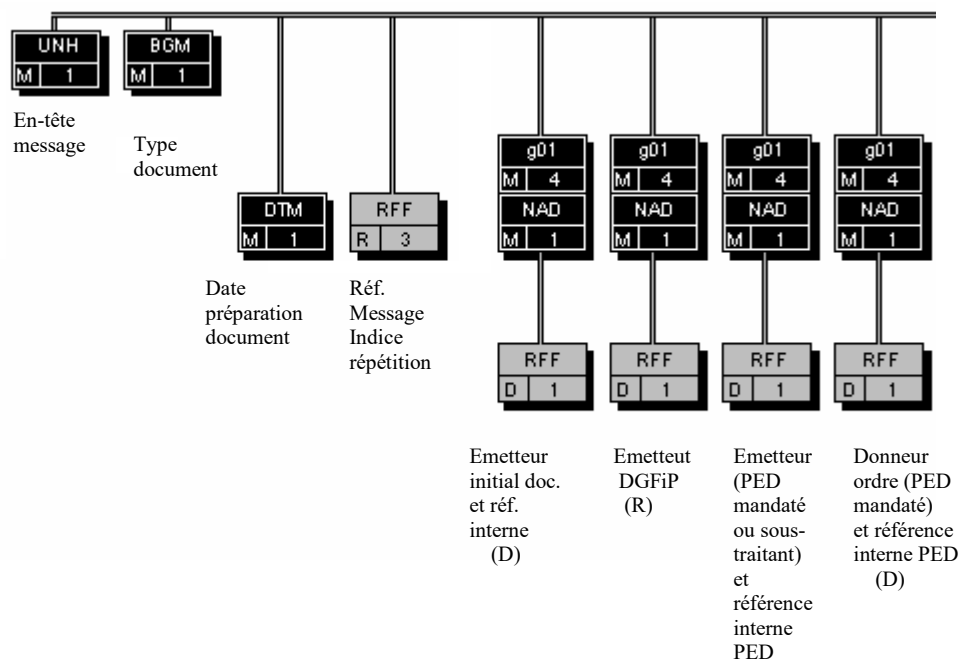 UNH
M 1
En-tête
message
BGM
M 1
Type
document
DTM
M 1
Date
préparation
document
RFF
R 3
Réf.
Message
Indice
répétition
g01
M 4
NAD
M 1
RFF
D 1
Emetteur
initial doc.
et réf.
interne
(D)
g01
M 4
NAD
M 1
RFF
D 1
Emetteut
DGFiP
(R)
g01
M 4
NAD
M 1
RFF
D 1
Emetteur
(PED
mandaté
ou sous-
traitant)
et
référence
interne
PED
g01
M 4
NAD
M 1
RFF
D 1
Donneur
ordre (PED
mandaté)
et référence
interne PED
(D)